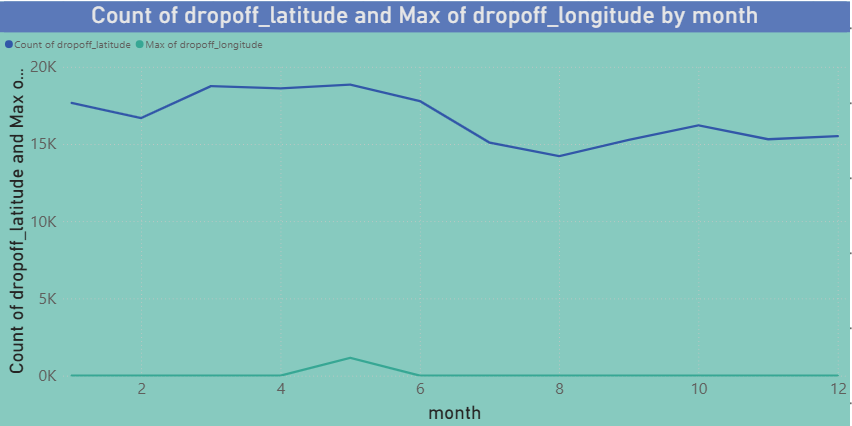 Count of dropoff_latitude and Max of dropoff_longitude by month
Count of dropoff_latitude Max of dropoff_longitude
Count of dropoff_latitude and Max o...
20K
15K
10K
5K
0K
2 4 6 8 10 12
month